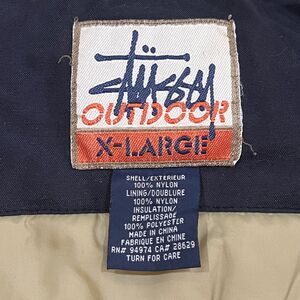 Stüssy
OUTDOOR
X-LARGE
SHELL/EXTERIEUR
100% NYLON
LINING/DOUBLURE
100% NYLON
INSULATION/
REMPLISSAGE
100% POLYESTER
MADE IN CHINA
FABRIQUE EN CHINE
RN# 94974 CA# 28629
TURN FOR CARE